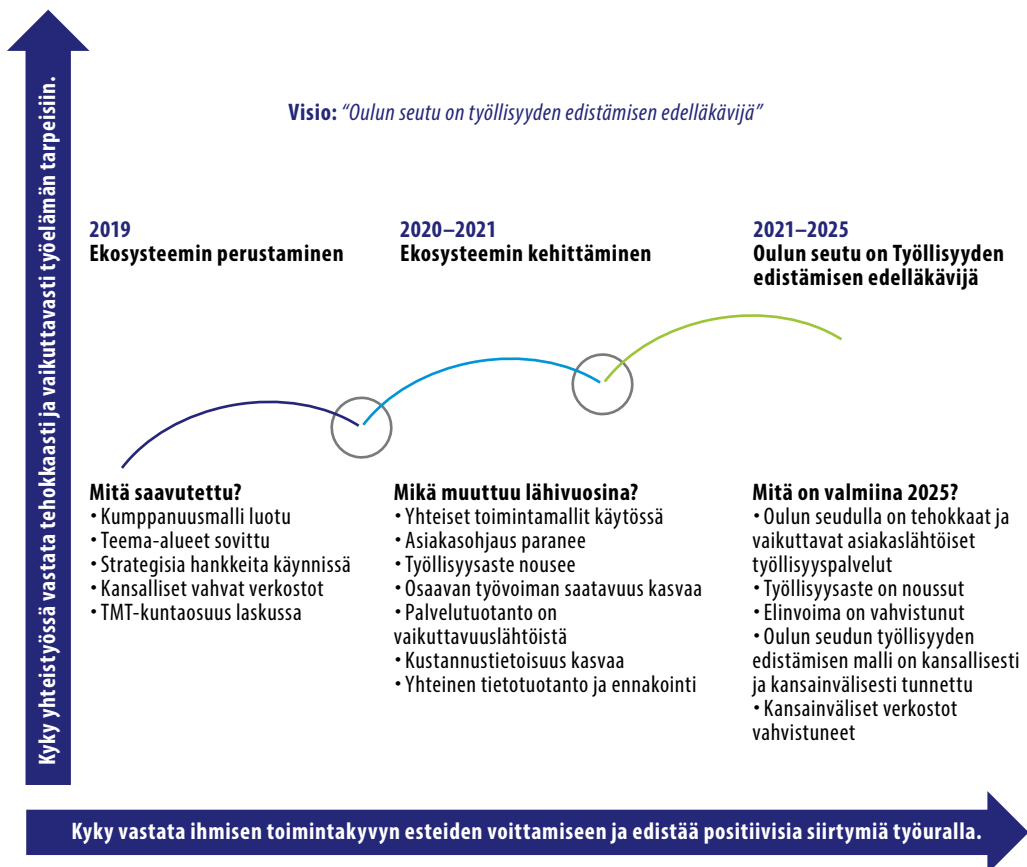 Kyky yhteistyössä vastata tehokkaasti ja vaikuttavasti työelämän tarpeisiin.
Visio: “Oulun seutu on työllisyyden edistämisen edelläkävijä”
2019
Ekosysteemin perustaminen
2020–2021
Ekosysteemin kehittäminen
2021–2025
Oulun seutu on Työllisyyden
edistämisen edelläkävijä
Mitä saavutettu?
• Kumppanuusmalli luotu
• Teema-alueet sovittu
• Strategisia hankkeita käynnissä
• Kansalliset vahvat verkostot
• TMT-kuntaosuus laskussa
Mikä muuttuu lähivuosina?
• Yhteiset toimintamallit käytössä
• Asiakasohjaus paranee
• Työllisyysaste nousee
• Osaavan työvoiman saatavuus kasvaa
• Palvelutuotanto on
vaikuttavuuslähtöistä
• Kustannustietoisuus kasvaa
• Yhteinen tietotuotanto ja ennakointi
Mitä on valmiina 2025?
• Oulun seudulla on tehokkaat ja
vaikuttavat asiakaslähtöiset
työllisyyspalvelut
• Työllisyysaste on noussut
• Elinvoima on vahvistunut
• Oulun seudun työllisyyden
edistämisen malli on kansallisesti
ja kansainvälisesti tunnettu
• Kansainväliset verkostot
vahvistuneet
Kyky vastata ihmisen toimintakyvyn esteiden voittamiseen ja edistää positiivisia siirtymiä työuralla.